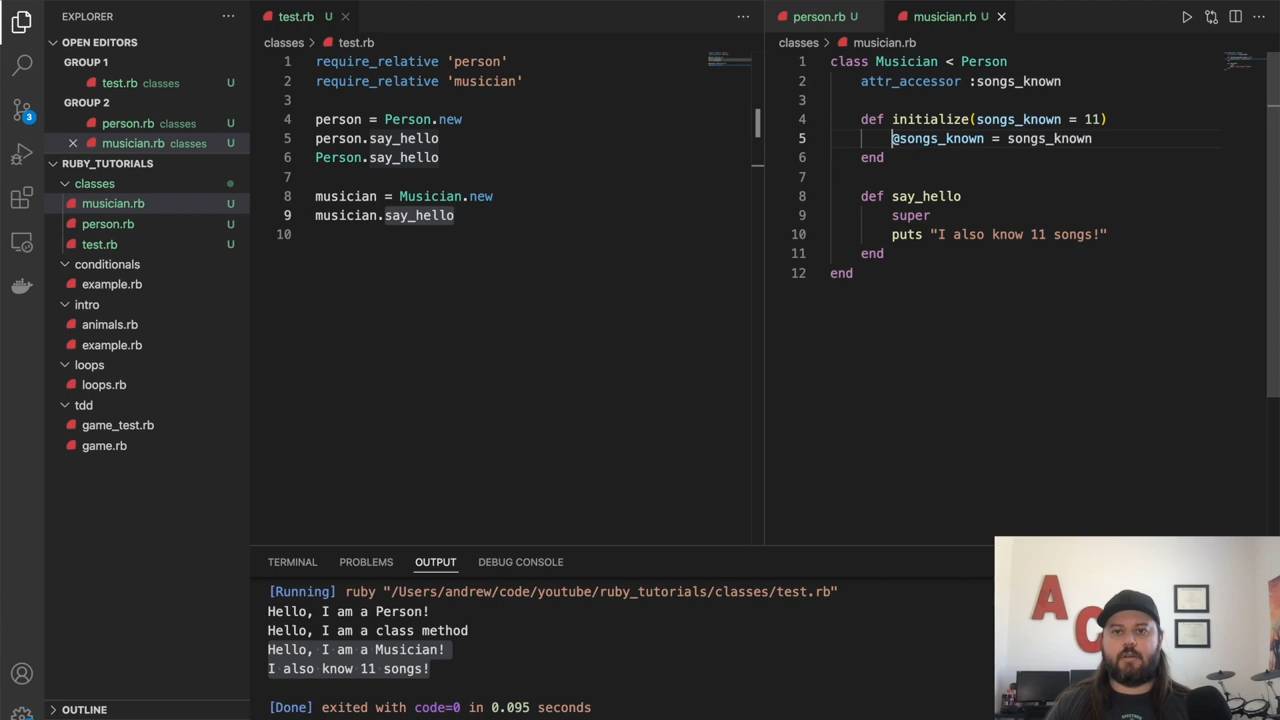 EXPLORER
OPEN EDITORS
GROUP 1
test.rb classes U
GROUP 2
person.rb classes U
musician.rb classes U
RUBY_TUTORIALS
classes
musician.rb U
person.rb U
test.rb U
conditionals
example.rb
intro
animals.rb
example.rb
loops
loops.rb
tdd
game_test.rb
game.rb
OUTLINE
3
test.rb U
classes > test.rb
1 require_relative 'person'
2 require_relative 'musician'
3
4 person = Person.new
5 person.say_hello
6 Person.say_hello
7
8 musician = Musician.new
9 musician.say_hello
10
person.rb U musician.rb U
classes > musician.rb
1 class Musician < Person
2 attr_accessor :songs_known
3
4 def initialize(songs_known = 11)
5 @songs_known = songs_known
6 end
7
8 def say_hello
9 super
10 puts "I also know 11 songs!"
11 end
12 end
TERMINAL PROBLEMS OUTPUT DEBUG CONSOLE
[Running] ruby "/Users/andrew/code/youtube/ruby_tutorials/classes/test.rb"
Hello, I am a Person!
Hello, I am a class method
Hello, I am a Musician!
I also know 11 songs!
[Done] exited with code=0 in 0.095 seconds
A
C